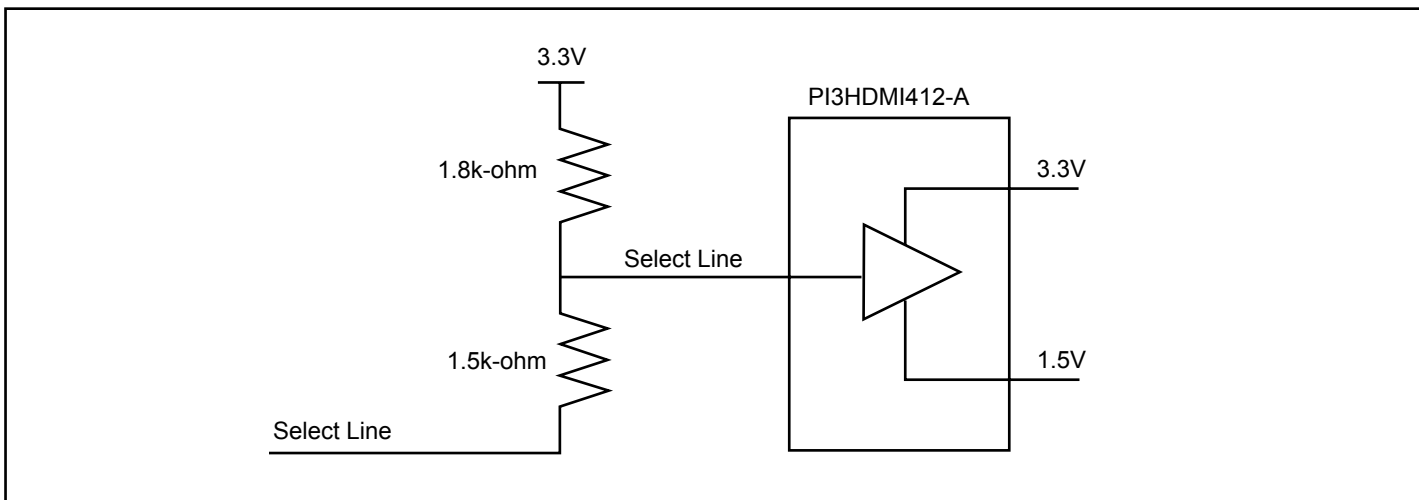 3.3V
PI3HDMI412-A
1.8k-ohm
3.3V
Select Line
1.5k-ohm
1.5V
Select Line